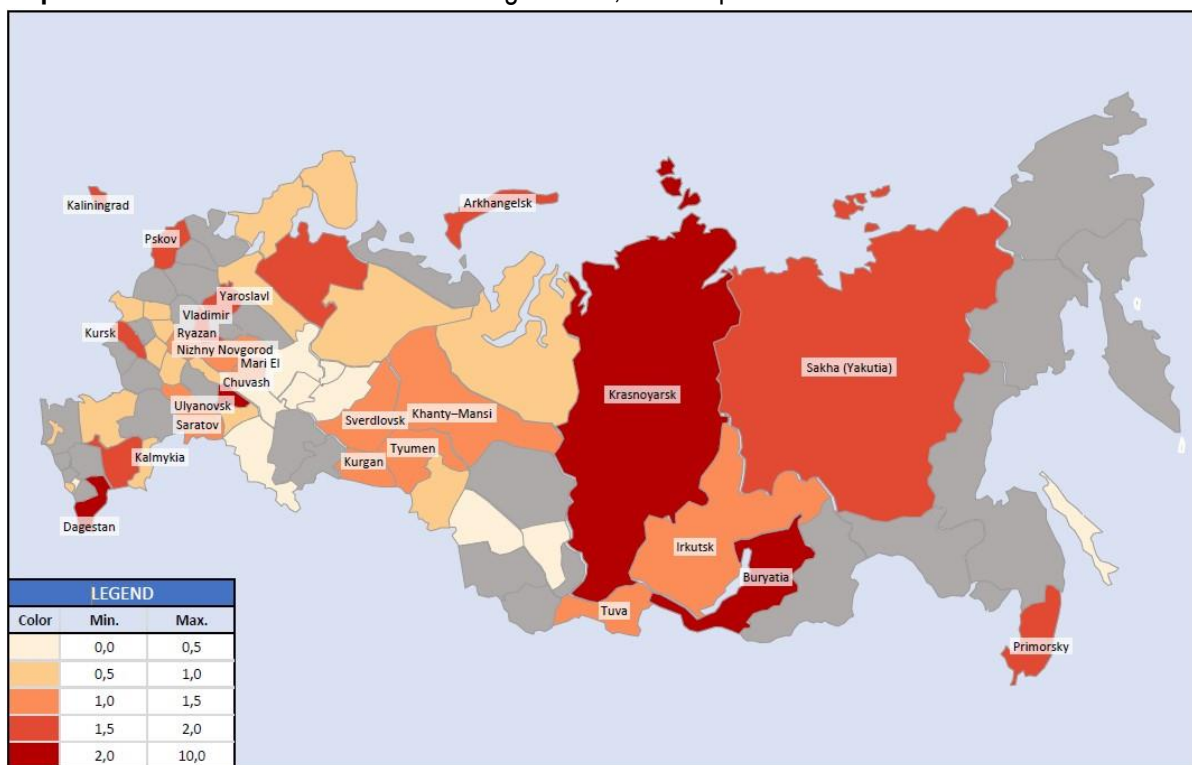 Kaliningrad
Arkhangelsk
Pskov
Yaroslavl
Vladimir
Kursk
Ryazan
Nizhny Novgorod
Mari El
Sakha (Yakutia)
Chuvash
Krasnoyarsk
Ulyanovsk
Khanty–Mansi
Sverdlovsk
Saratov
Tyumen
Kalmykia
Kurgan
Dagestan
Irkutsk
Buryatia
Tuva
Primorsky
LEGEND
Color Min. Max.
0,0 0,5
0,5 1,0
1,0 1,5
1,5 2,0
2,0 10,0